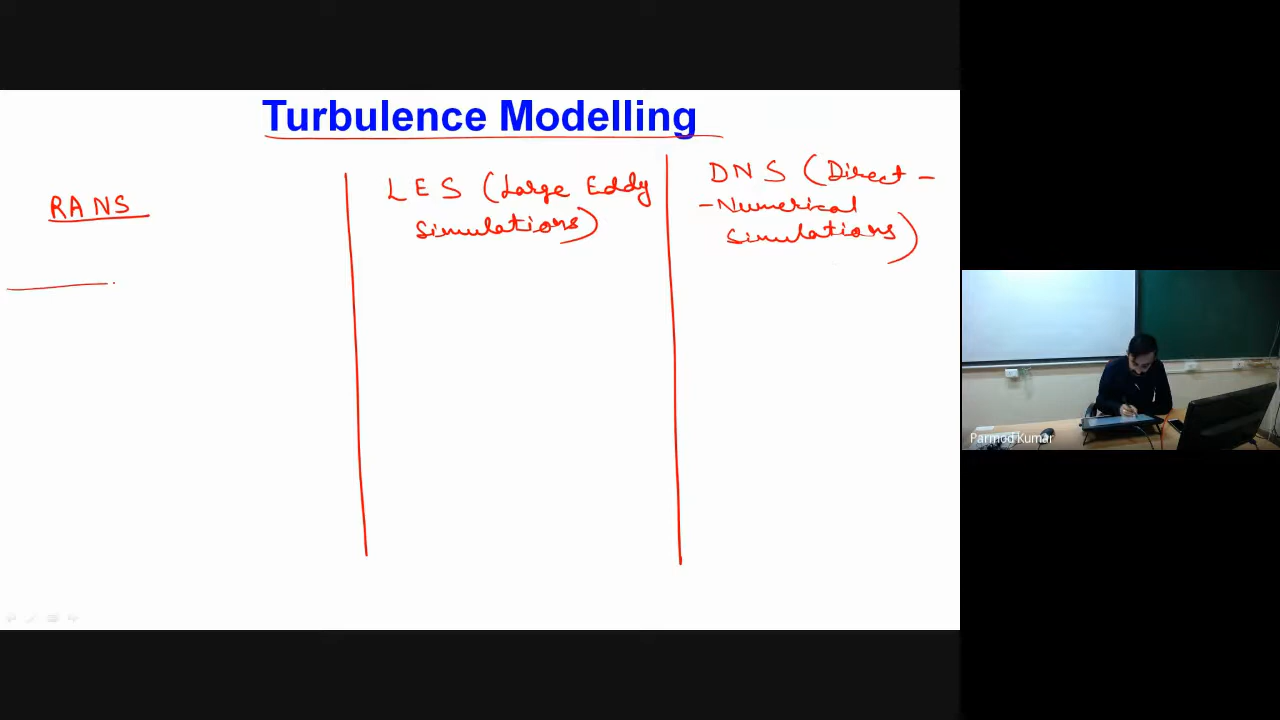 Turbulence Modelling
RANS
LES (Large Eddy
Simulations)
DNS (Direct -
-Numerical
Simulations)
Parmod Kumar